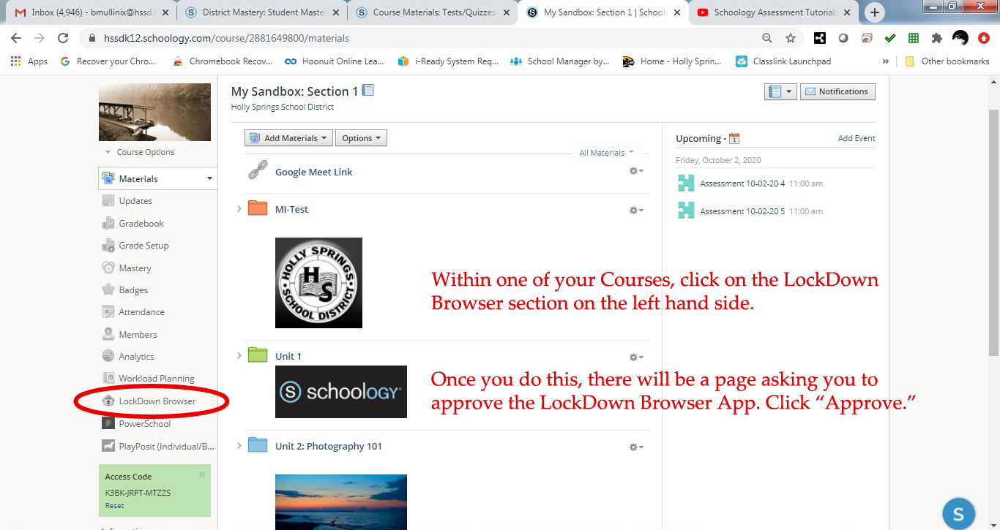 Inbox (4,946) - bmullinix@hssd.
District Mastery: Student Maste
Course Materials: Tests/Quizzes
My Sandbox: Section 1 | School
Schoology Assessment Tutorials
hssdk12.schoology.com/course/2881649800/materials
Apps
Recover your Chro...
Chromebook Recov...
Hoonuit Online Lea...
i-Ready System Req...
School Manager by...
Home - Holly Sprin...
Classlink Launchpad
»
Other bookmarks
Course Options
Materials
Updates
Gradebook
Grade Setup
Mastery
Badges
Attendance
Members
Analytics
Workload Planning
LockDown Browser
PowerSchool
PlayPosit (Individual/B...
Access Code
K3BK-JRPT-MTZZS
Reset
My Sandbox: Section 1
Holly Springs School District
Notifications
Add Materials
Options
All Materials
Google Meet Link
MI-Test
HOLLY SPRINGS
H S
SCHOOL DISTRICT
Unit 1
S schoology
Unit 2: Photography 101
Within one of your Courses, click on the LockDown
Browser section on the left hand side.
Once you do this, there will be a page asking you to
approve the LockDown Browser App. Click “Approve.”
Upcoming · 1
Add Event
Friday, October 2, 2020
Assessment 10-02-20 4 11:00 am
Assessment 10-02-20 5 11:00 am
S